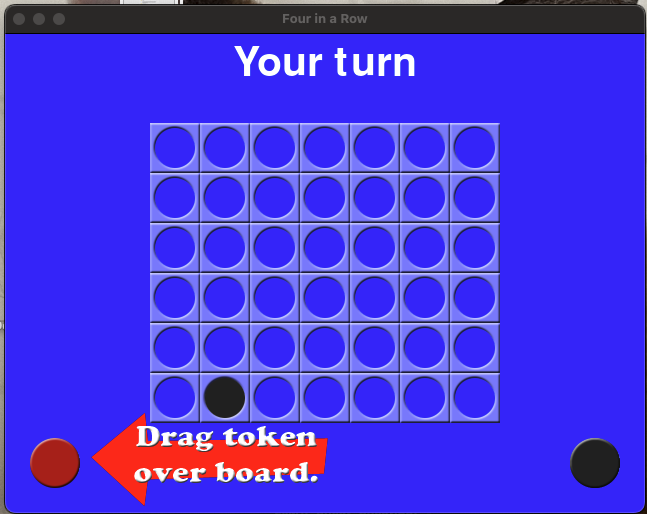 Four in a Row
Your turn
Drag token
over board.